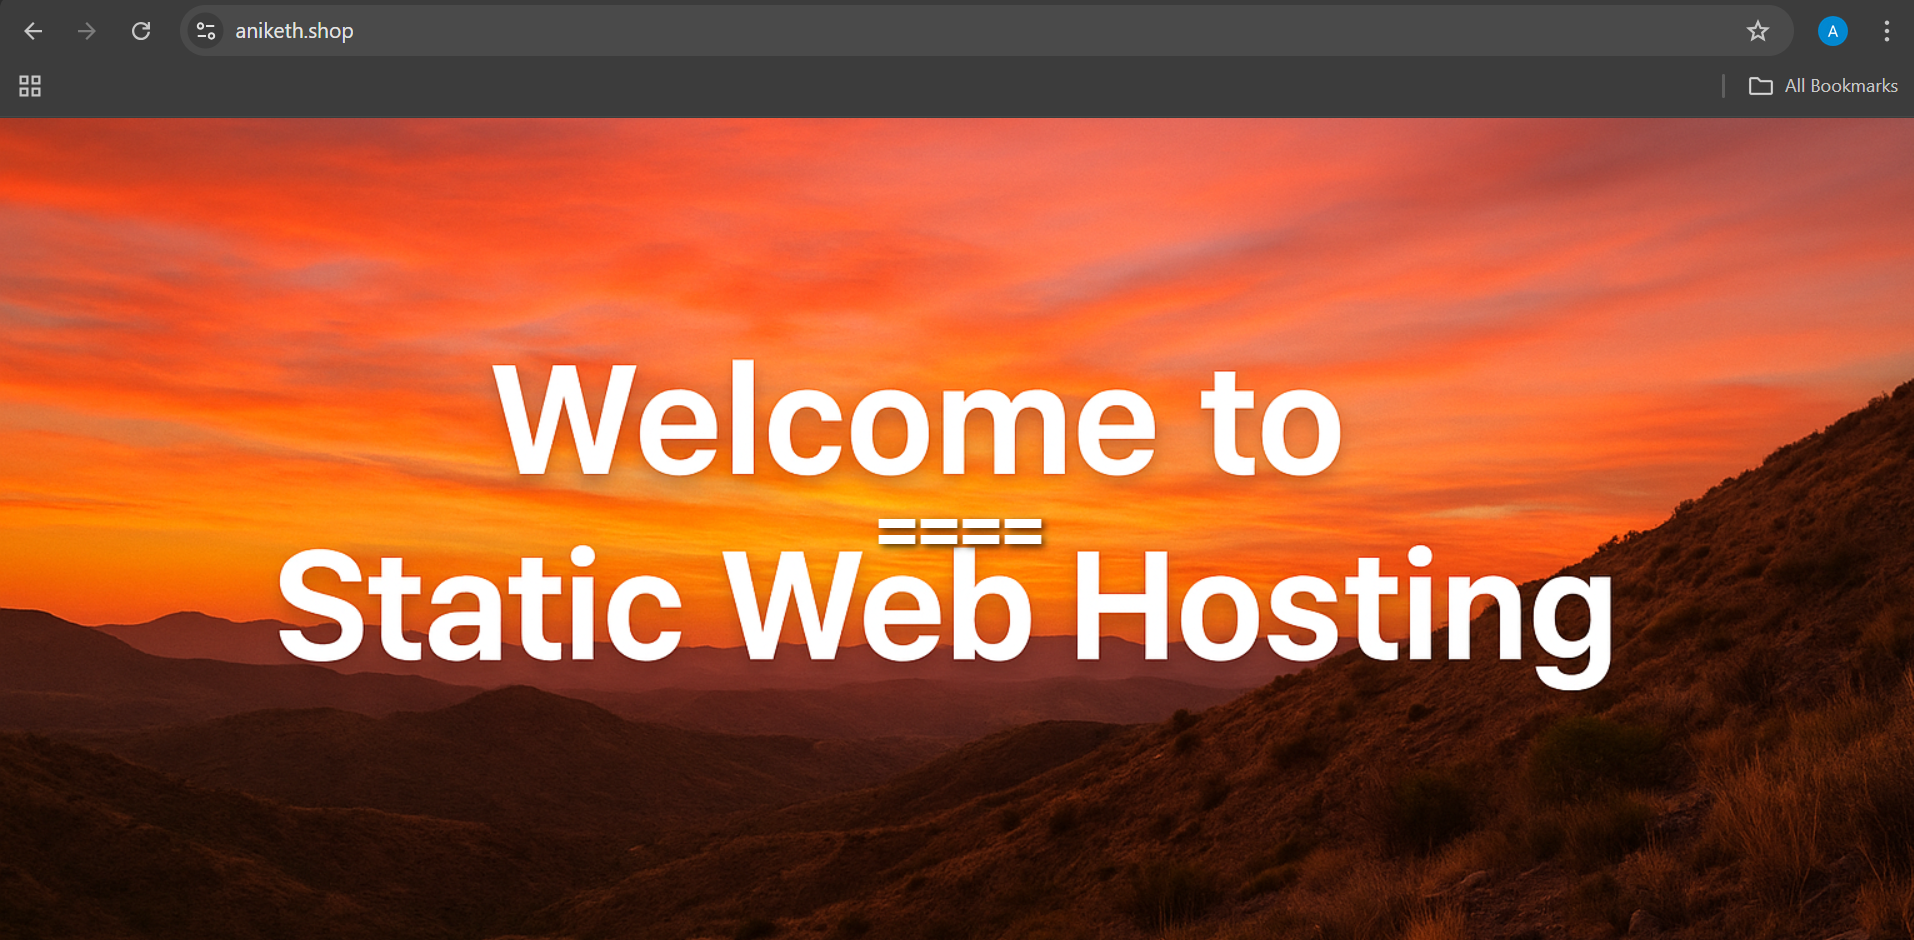 aniketh.shop
A
All Bookmarks
Welcome to
====
Static Web Hosting